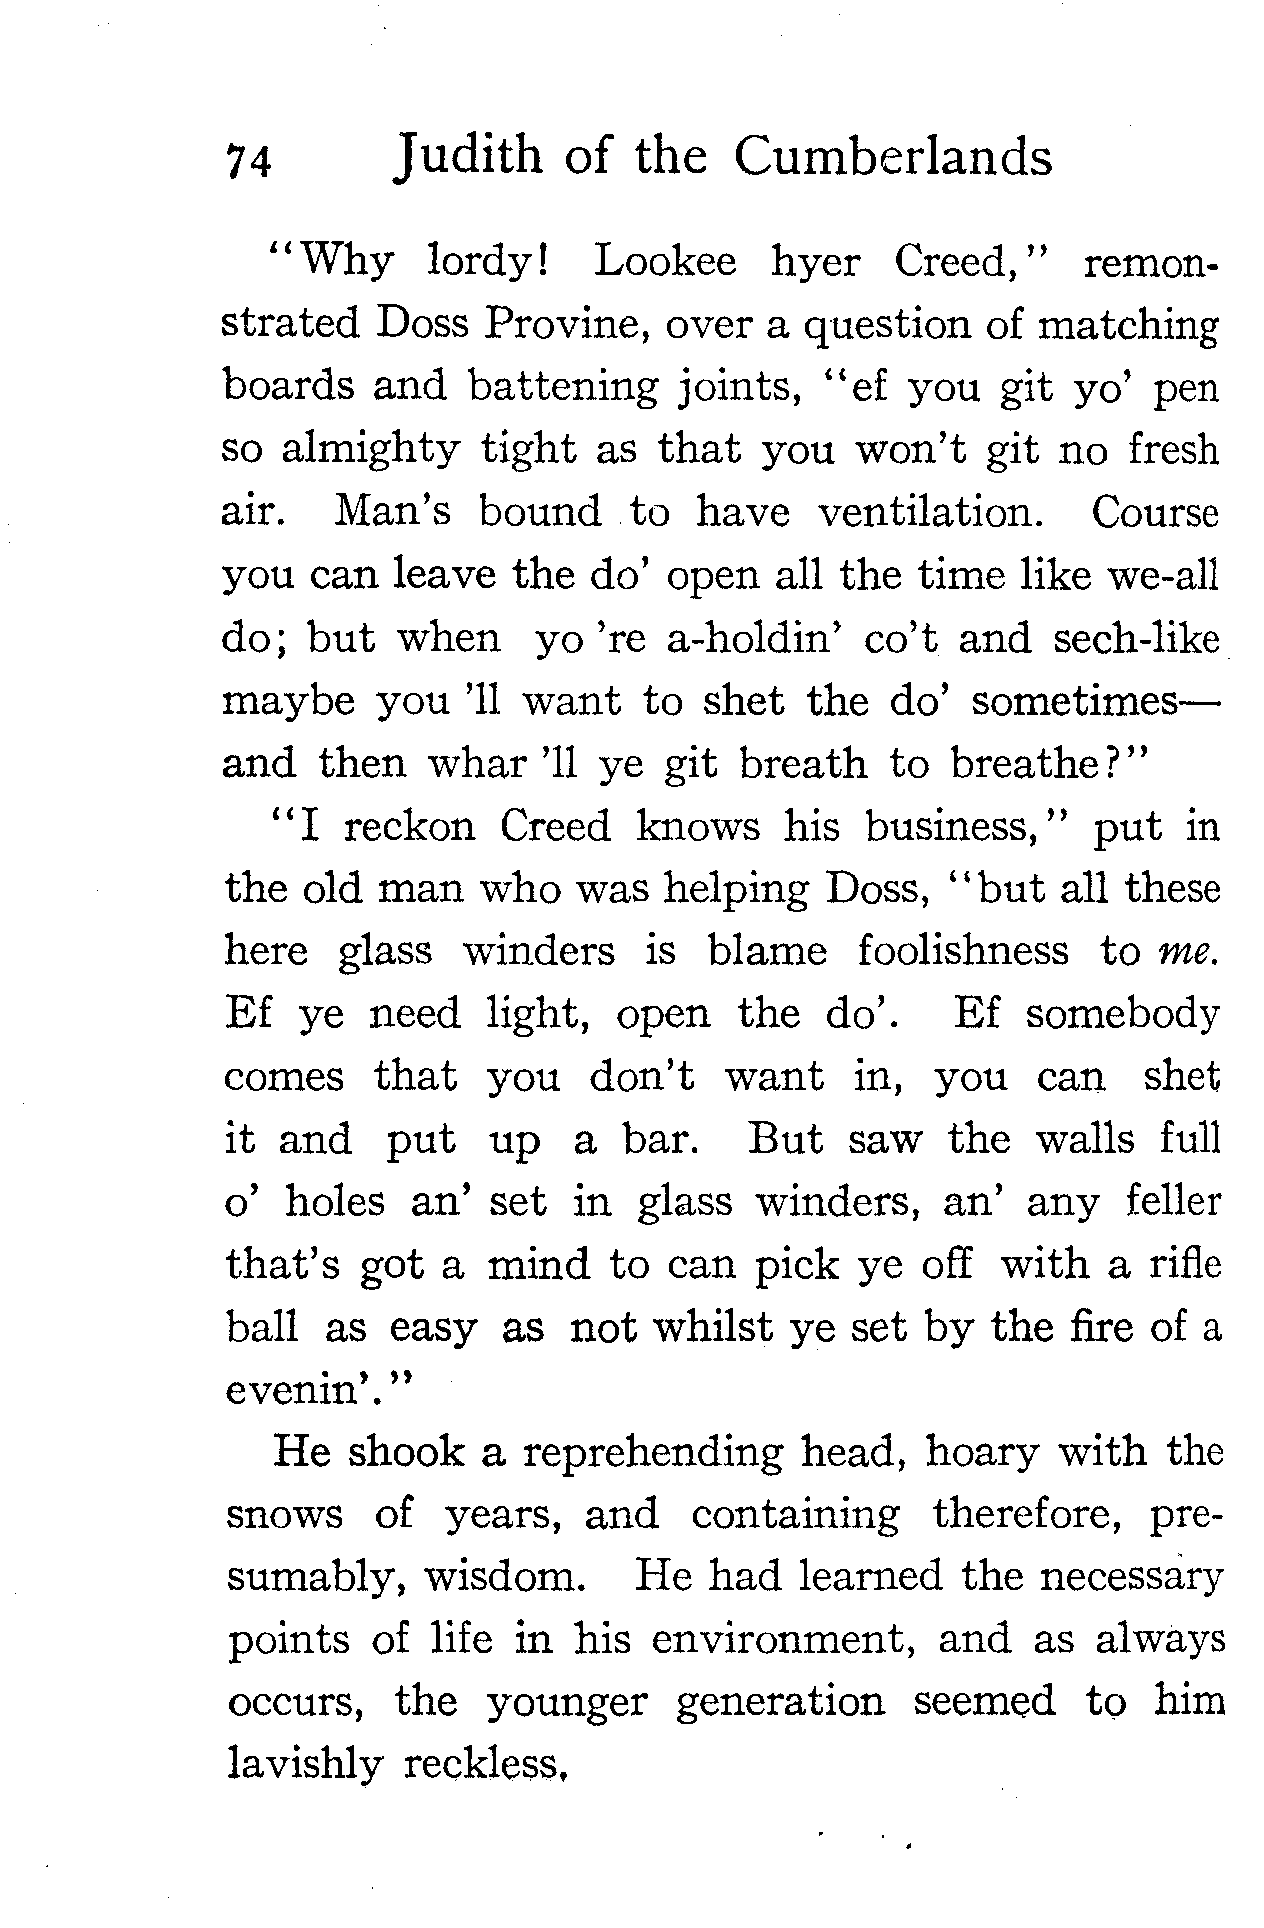 74 Judith of the Cumberlands
"Why lordy! Lookee hyer Creed," remon-
strated Doss Provine, over a question of matching
boards and battening joints, "ef you git yo' pen
so almighty tight as that you won't git no fresh
air. Man's bound to have ventilation. Course
you can leave the do' open all the time like we-all
do; but when yo 're a-holdin' co't and sech-like
maybe you 'll want to shet the do' sometimes—
and then whar 'll ye git breath to breathe?"
"I reckon Creed knows his business," put in
the old man who was helping Doss, "but all these
here glass winders is blame foolishness to me.
Ef ye need light, open the do'. Ef somebody
comes that you don't want in, you can shet
it and put up a bar. But saw the walls full
o' holes an' set in glass winders, an' any feller
that's got a mind to can pick ye off with a rifle
ball as easy as not whilst ye set by the fire of a
evenin'."
He shook a reprehending head, hoary with the
snows of years, and containing therefore, pre-
sumably, wisdom. He had learned the necessary
points of life in his environment, and as always
occurs, the younger generation seemed to him
lavishly reckless.